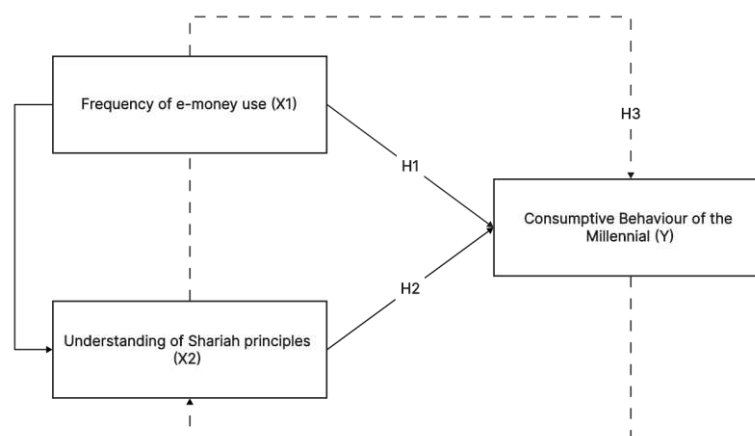 Frequency of e-money use (X1)
H3
H1
Consumptive Behaviour of the
Millennial (Y)
H2
Understanding of Shariah principles
(X2)